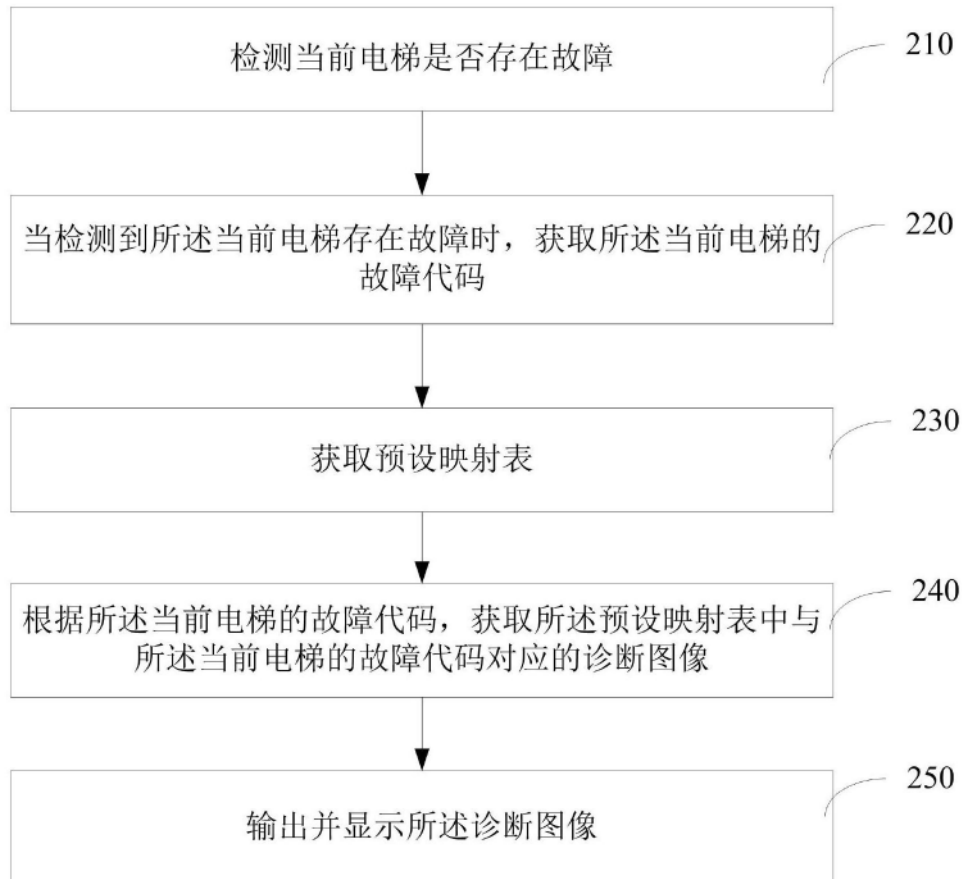 检测当前电梯是否存在故障
210
当检测到所述当前电梯存在故障时，获取所述当前电梯的
故障代码
220
获取预设映射表
230
根据所述当前电梯的故障代码，获取所述预设映射表中与
所述当前电梯的故障代码对应的诊断图像
240
输出并显示所述诊断图像
250